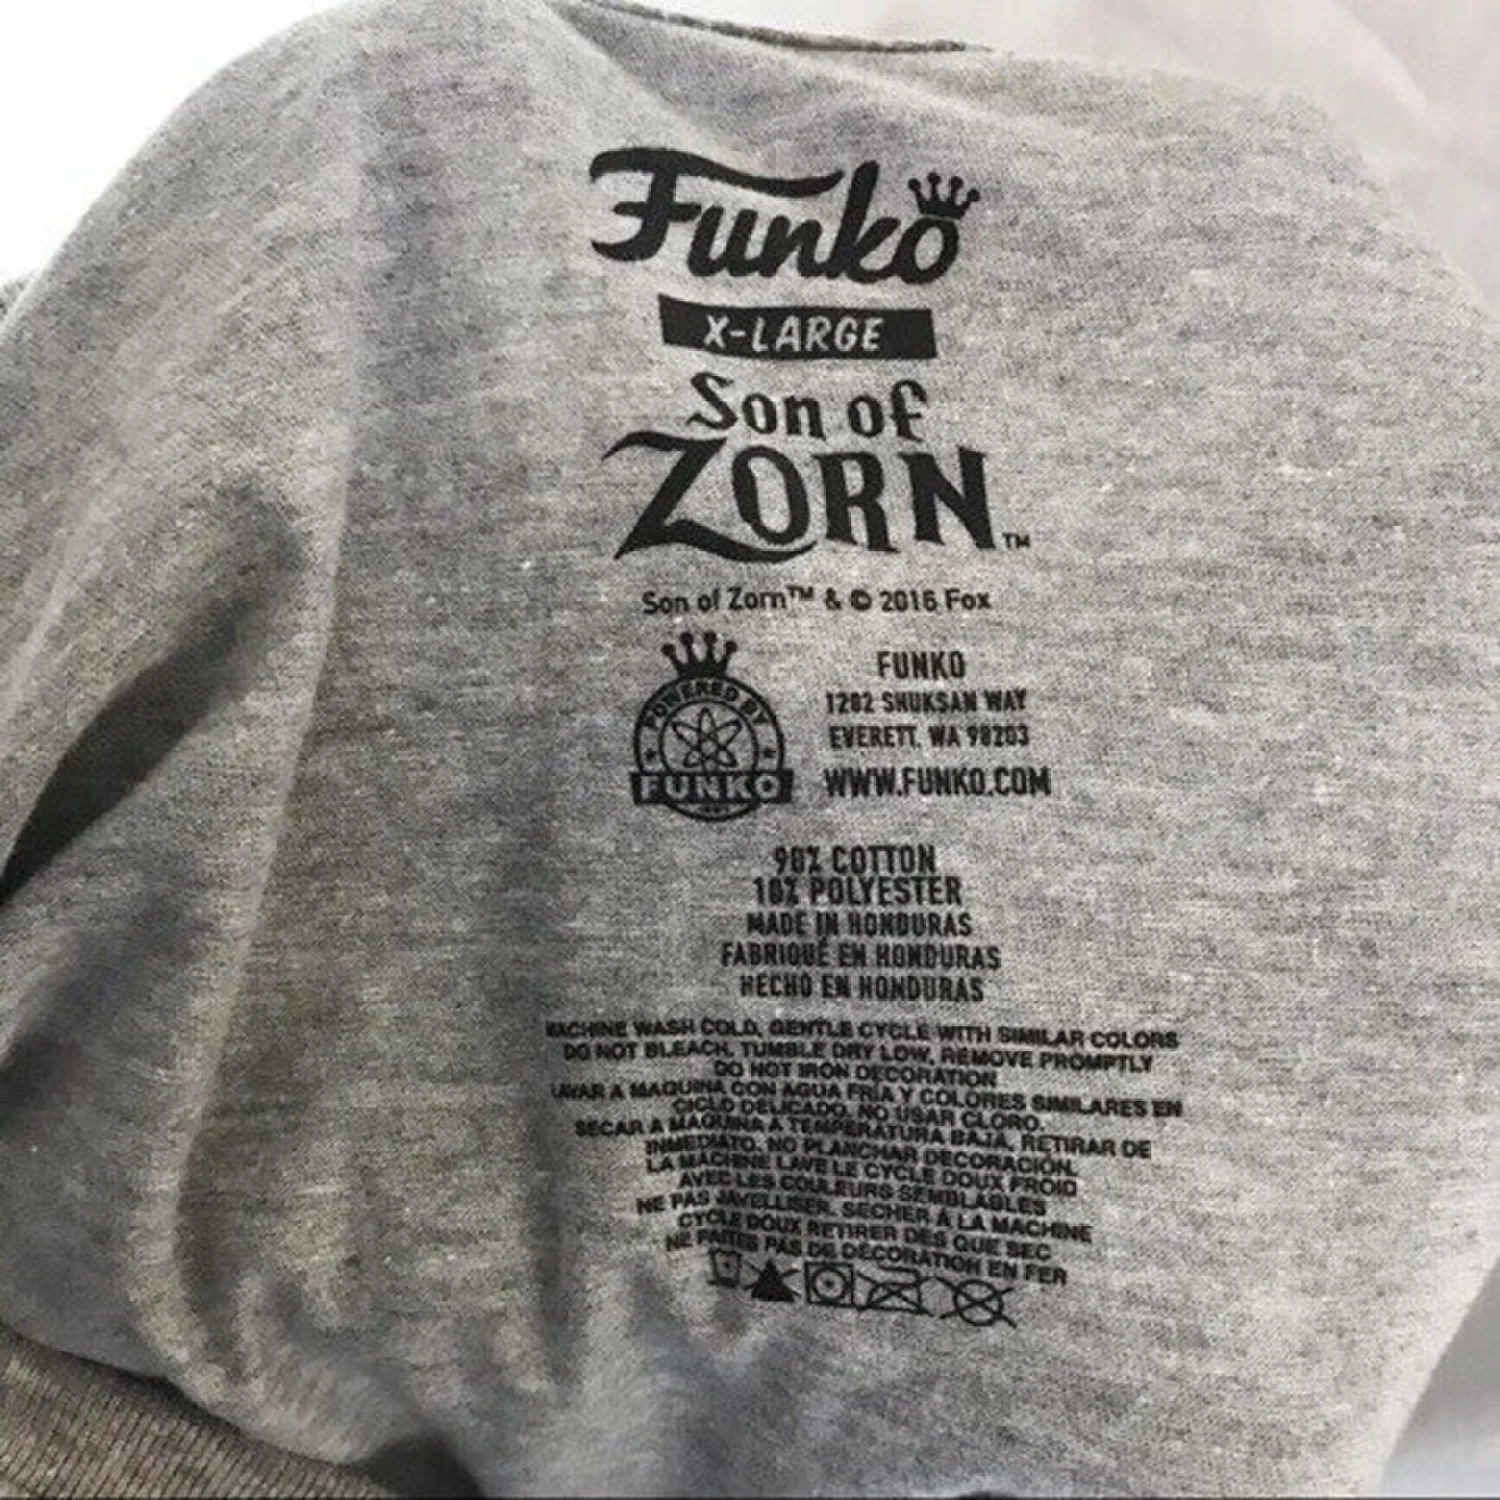 Funko
X-LARGE
Son of
ZORN™
Son of Zorn™ & © 2016 Fox
POWERED BY
FUNKO
FUNKO
1202 SHUKSAN WAY
EVERETT, WA 98203
WWW.FUNKO.COM
90% COTTON
10% POLYESTER
MADE IN HONDURAS
FABRIQUÉ EN HONDURAS
HECHO EN HONDURAS
MACHINE WASH COLD, GENTLE CYCLE WITH SIMILAR COLORS
DO NOT BLEACH, TUMBLE DRY LOW, REMOVE PROMPTLY
DO NOT IRON DECORATION
LAVAR A MAQUINA CON AGUA FRIA Y COLORES SIMILARES EN
CICLO DELICADO. NO USAR CLORO.
SECAR A MAQUINA A TEMPERATURA BAJA, RETIRAR DE
INMEDIATO. NO PLANCHAR DECORACIÓN.
LA MACHINE LAVE LE CYCLE DOUX FROID
AVEC LES COULEURS SEMBLABLES
NE PAS JAVELLISER. SECHER À LA MACHINE
CYCLE DOUX RETIRER DES QUE SEC
NE FAITES PAS DE DECORATION EN FER